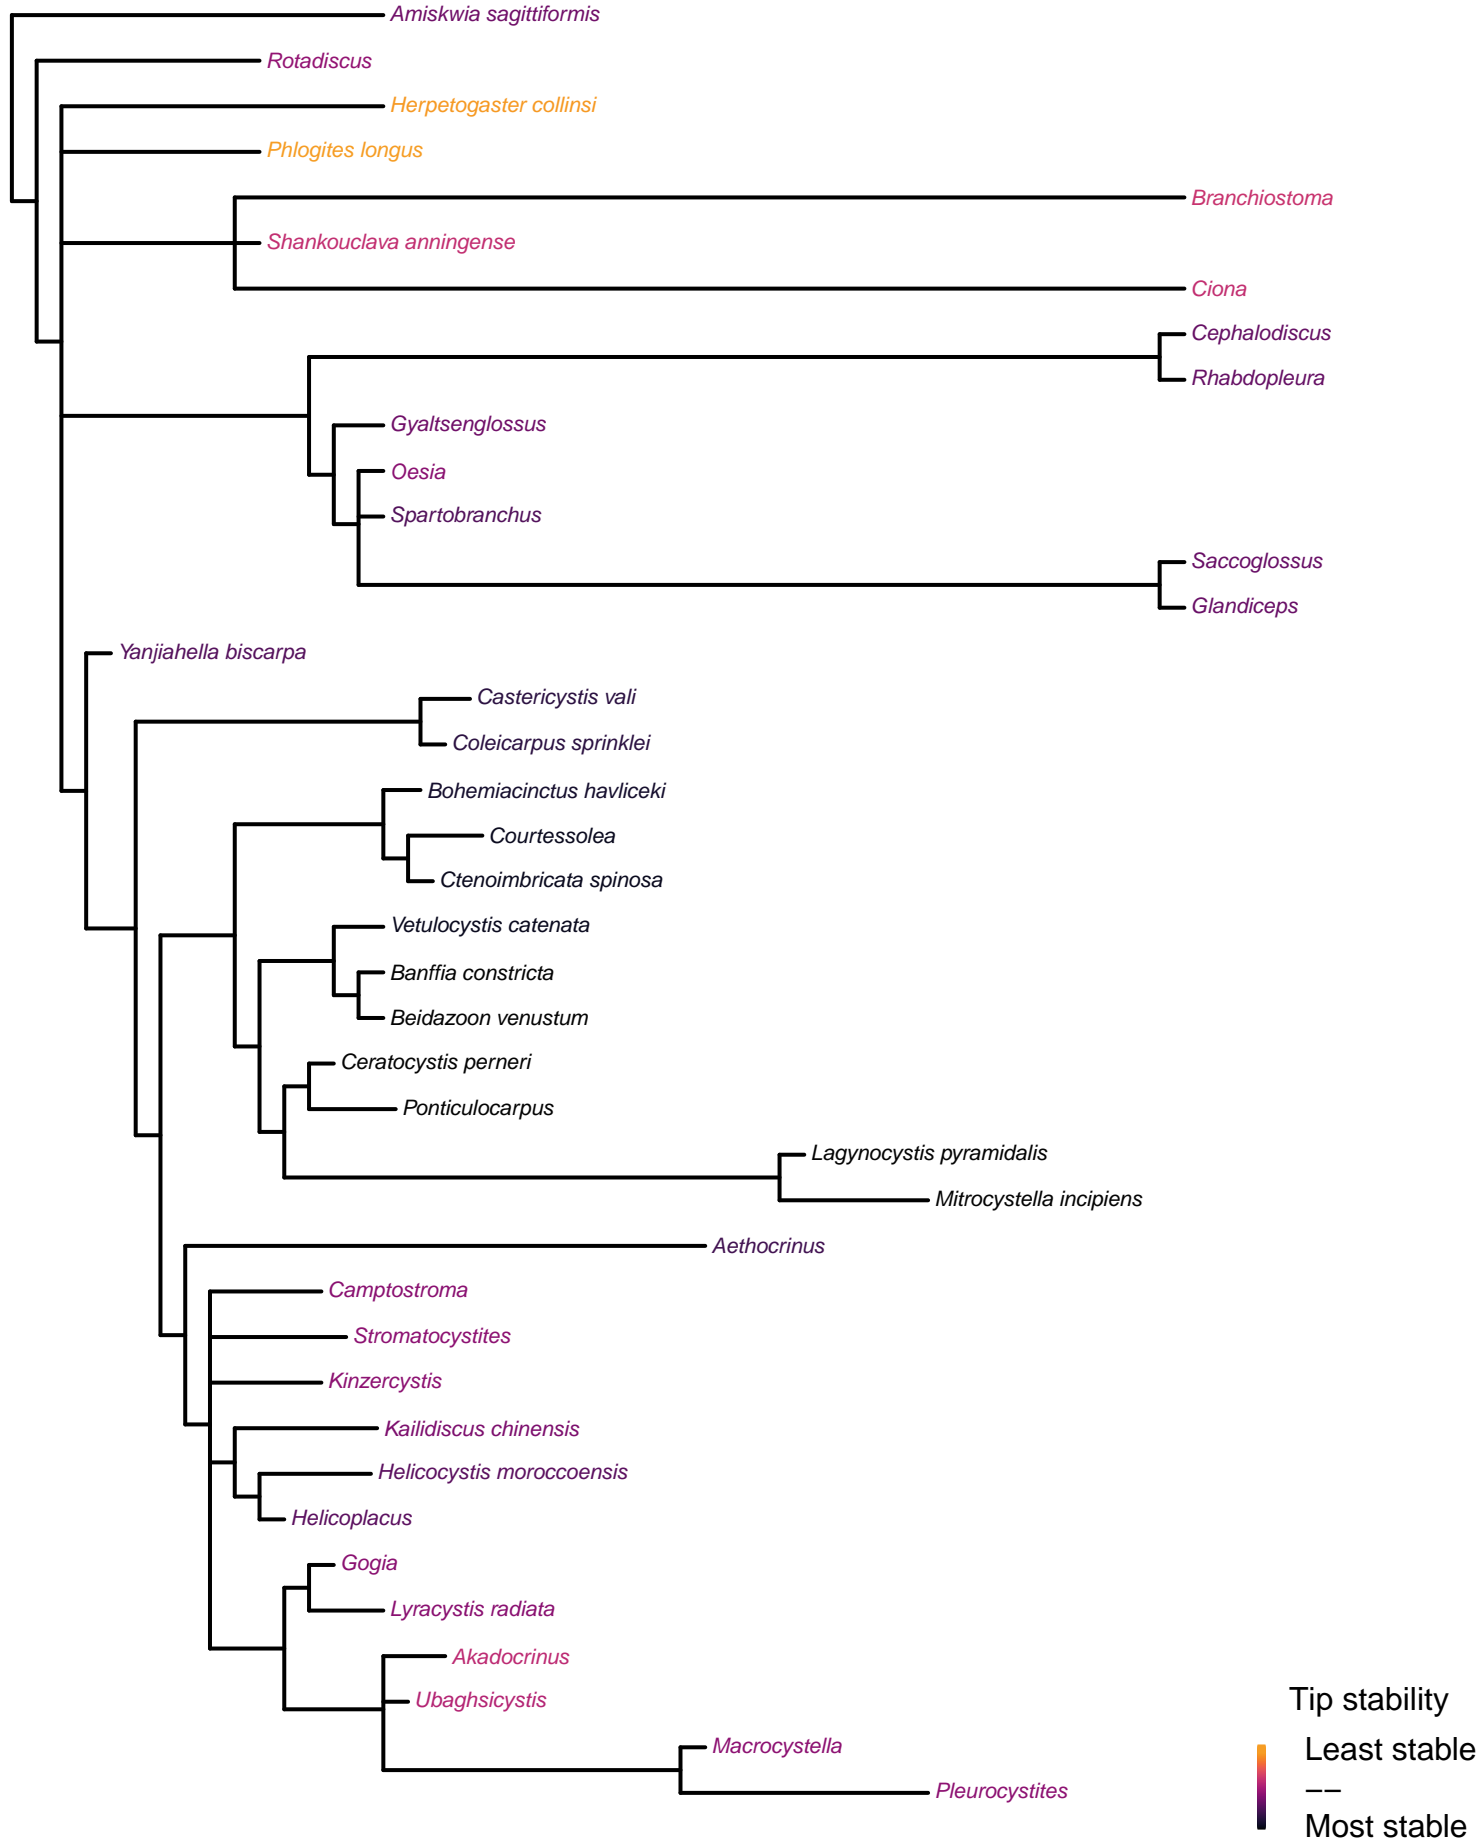 Amiskwia sagittiformis
Rotadiscus
Herpetogaster collinsi
Phlogites longus
Branchiostoma
Shankouclava anningense
Ciona
Cephalodiscus
Rhabdopleura
Gyaltsenglossus
Oesia
Spartobranchus
Saccoglossus
Glandiceps
Yanjiahella biscarpa
Castericystis vali
Coleicarpus sprinklei
Bohemiacinctus havliceki
Courtessolea
Ctenoimbricata spinosa
Vetulocystis catenata
Banffia constricta
Beidazoon venustum
Ceratocystis perneri
Ponticulocarpus
Lagynocystis pyramidalis
Mitrocystella incipiens
Aethocrinus
Camptostroma
Stromatocystites
Kinzercystis
Kailidiscus chinensis
Helicocystis moroccoensis
Helicoplacus
Gogia
Lyracystis radiata
Akadocrinus
Ubaghsicystis
Macrocystella
Pleurocystites
Tip stability
Least stable
−−
Most stable